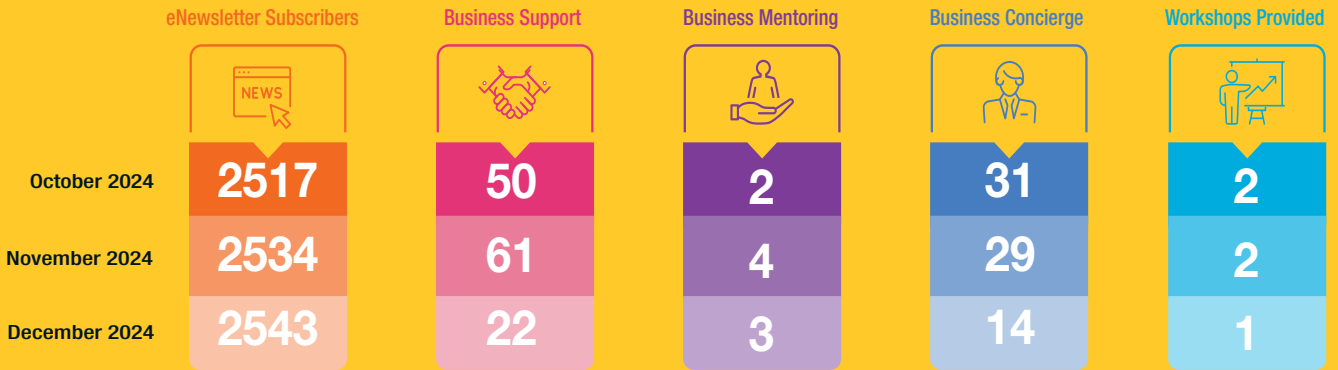 eNewsletter Subscribers Business Support Business Mentoring Business Concierge Workshops Provided
NEWS
October 2024 2517 50 2 31 2
November 2024 2534 61 4 29 2
December 2024 2543 22 3 14 1